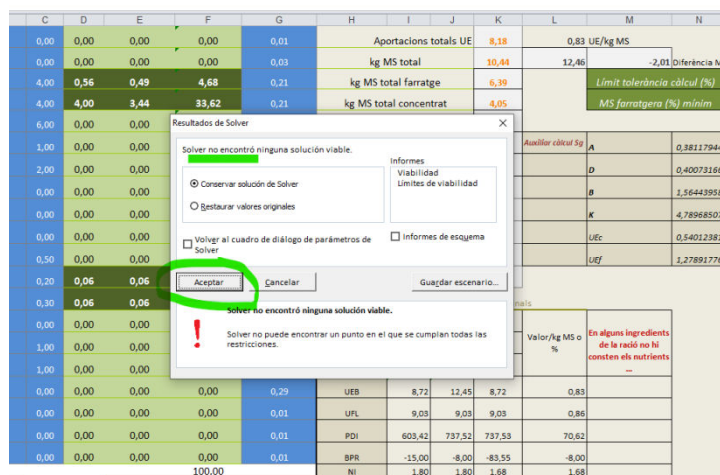 C D E F G H I J K L M N
0,00 0,00 0,00 0,00 0,01 Aportacions totals UE 8,18 0,83 UE/kg MS
0,00 0,00 0,00 0,00 0,03 kg MS total 10,44 12,46 -2,01 Diferència M
4,00 0,56 0,49 4,68 0,21 kg MS total farratge 6,39 Límit tolerància càlcul (%)
4,00 4,00 3,44 33,62 0,21 kg MS total concentrat 4,05 MS farratgera (%) mínim
6,00 0,00 0,00
Resultados de Solver
Solver no encontró ninguna solución viable.
Informes
Viabilidad
Límites de viabilidad
Conservar solución de Solver
Restaurar valores originales
Volver al cuadro de diálogo de parámetros de Solver
Informes de esquema
Aceptar Cancelar Guardar escenario...
Solver no encontró ninguna solución viable.
Solver no puede encontrar un punto en el que se cumplan todas las
restricciones.
1,00 0,00 0,00 Auxiliar càlcul Sg A 0,38117944
2,00 0,00 0,00 D 0,40073166
0,00 0,00 0,00 B 1,56443958
0,00 0,00 0,00 K 4,78968507
0,00 0,00 0,00 UEc 0,54012381
0,50 0,00 0,00 UEf 1,27891776
0,20 0,06 0,06
0,30 0,06 0,06
0,00 0,00 0,00
1,00 0,00 0,00 Valor/kg MS o %
En alguns ingredients
de la ració no hi
consten els nutrients
...
1,00 0,00 0,00
0,00 0,00 0,00 0,00 0,29 UEB 8,72 12,45 8,72 0,83
0,00 0,00 0,00 0,00 0,01 UFL 9,03 9,03 9,03 0,86
0,00 0,00 0,00 0,00 0,01 PDI 603,42 737,52 737,53 70,62
0,00 0,00 0,00 0,00 0,01 BPR -15,00 -8,00 -83,55 -8,00
100,00 NI 1,80 1,80 1,68 1,68